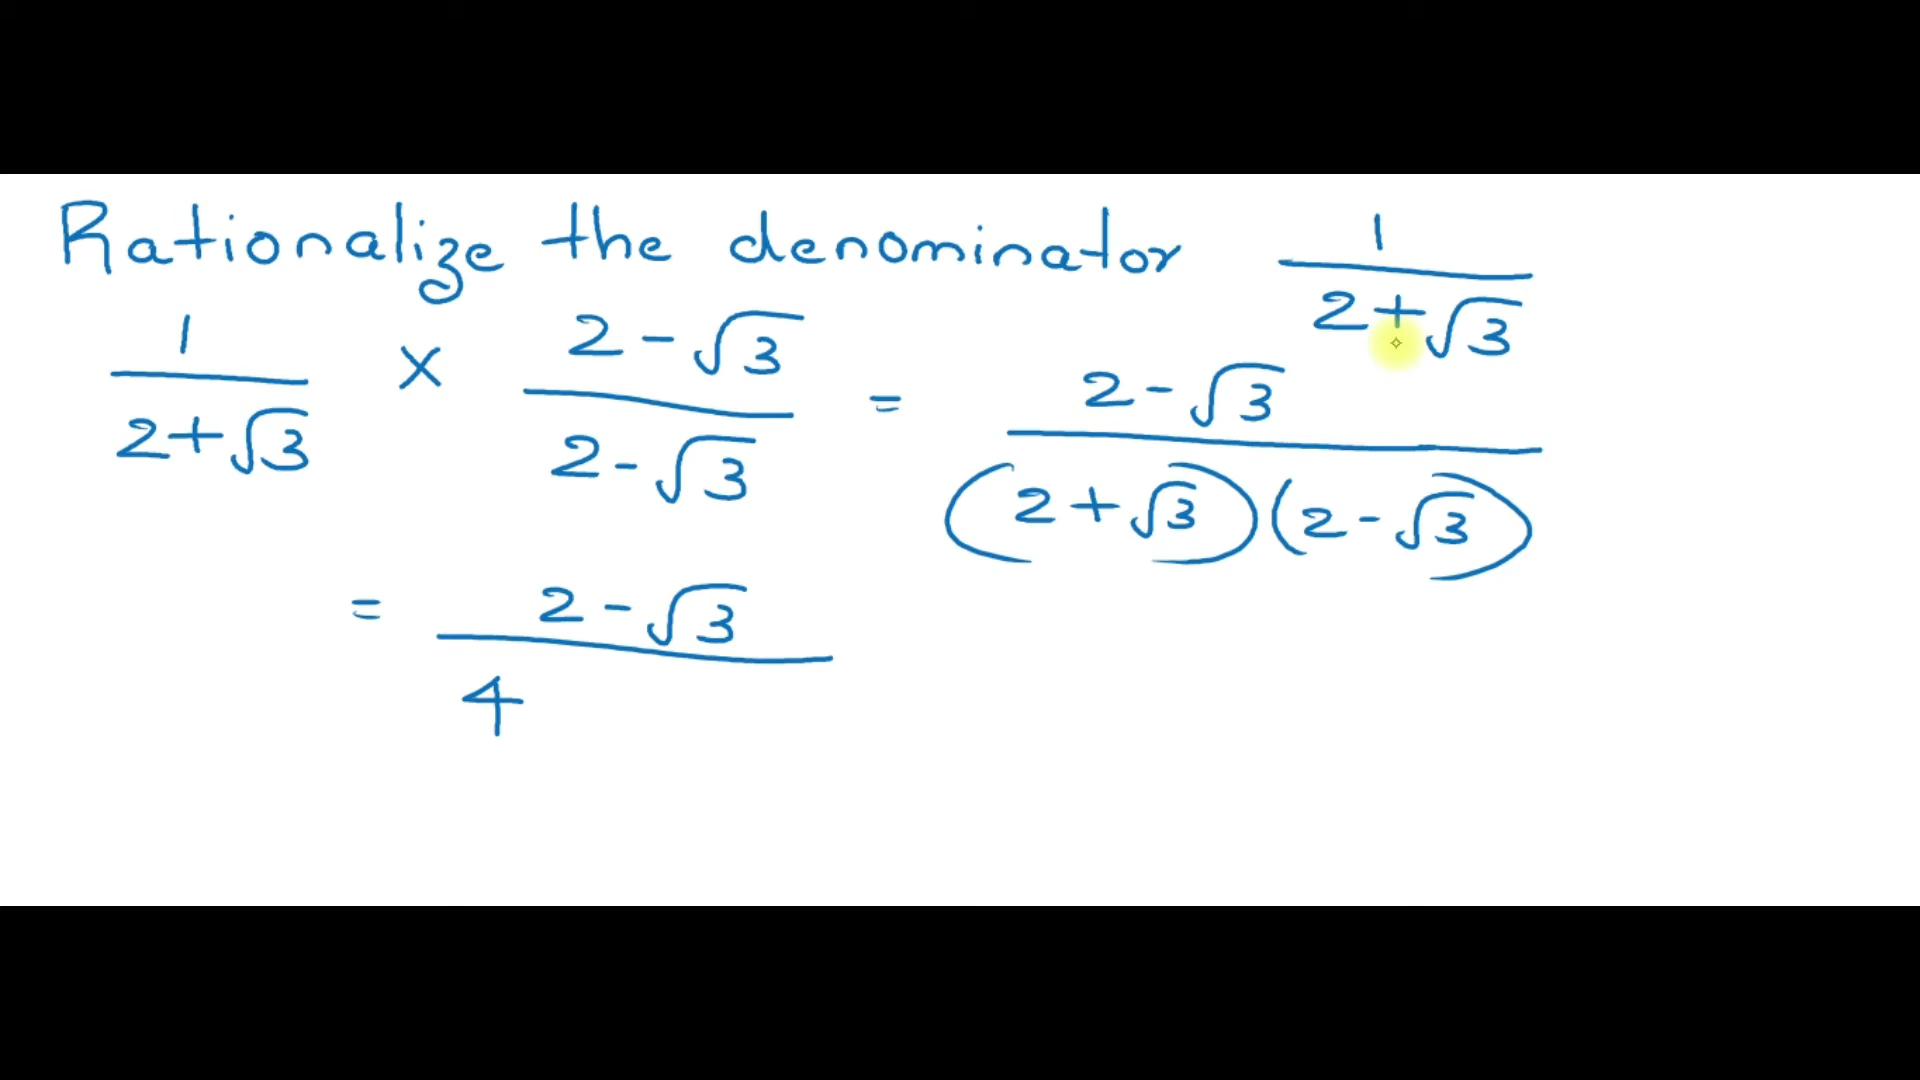 Rationalize the denominator 1/(2+√3)
1/(2+√3) × (2-√3)/(2-√3) = (2-√3)/((2+√3)(2-√3))
= (2-√3)/4